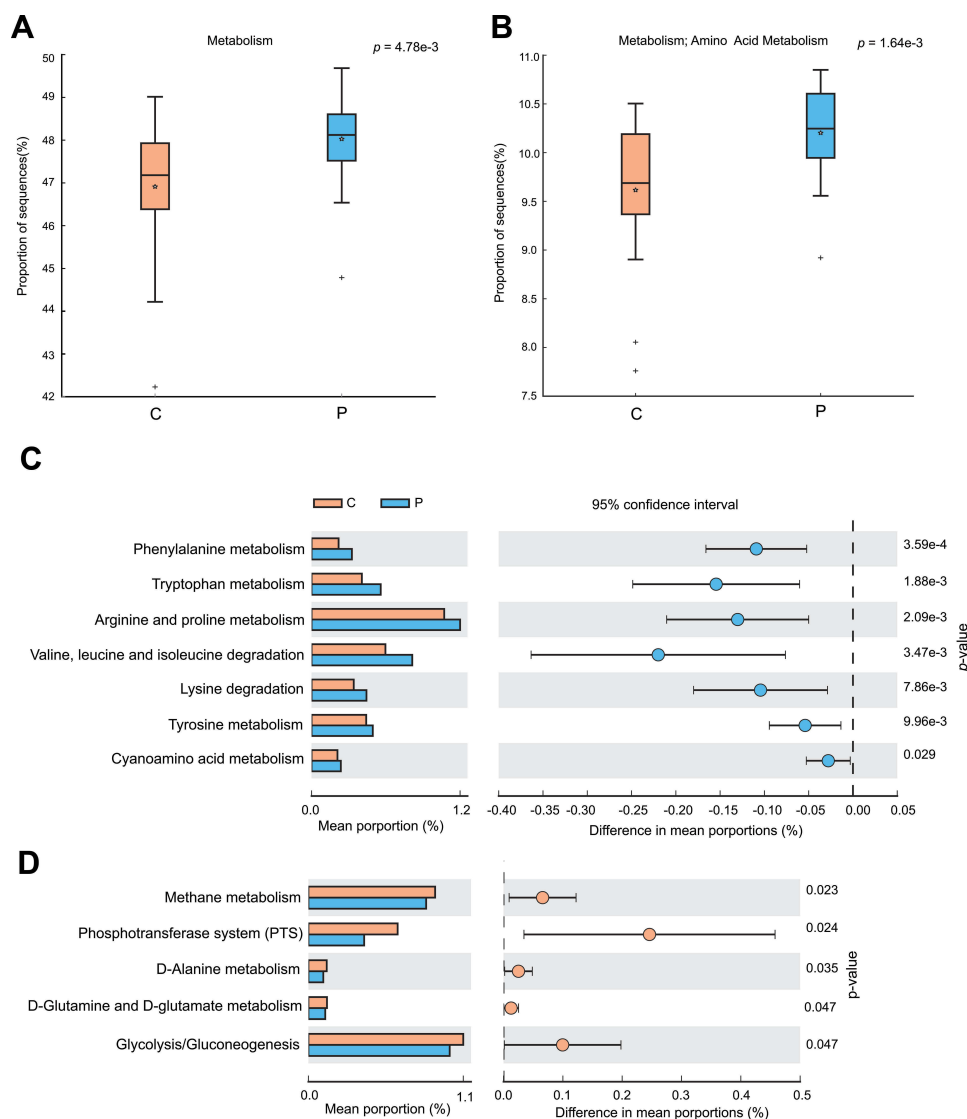 A
Metabolism
p = 4.78e-3
Proportion of sequences(%)
50
49
48
47
46
45
44
43
42
C
P
B
Metabolism; Amino Acid Metabolism
p = 1.64e-3
Proportion of sequences(%)
11.0
10.5
10.0
9.5
9.0
8.5
8.0
7.5
C
P
C
C
P
95% confidence interval
Phenylalanine metabolism
3.59e-4
Tryptophan metabolism
1.88e-3
Arginine and proline metabolism
2.09e-3
Valine, leucine and isoleucine degradation
3.47e-3
Lysine degradation
7.86e-3
Tyrosine metabolism
9.96e-3
Cyanoamino acid metabolism
0.029
p-value
0.0 1.2
Mean porportion (%)
-0.40 -0.35 -0.30 -0.25 -0.20 -0.15 -0.10 -0.05 0.00 0.05
Difference in mean porportions (%)
D
Methane metabolism
0.023
Phosphotransferase system (PTS)
0.024
D-Alanine metabolism
0.035
D-Glutamine and D-glutamate metabolism
0.047
Glycolysis/Gluconeogenesis
0.047
p-value
0.0 1.1
Mean porportion (%)
0.0 0.1 0.2 0.3 0.4 0.5
Difference in mean porportions (%)